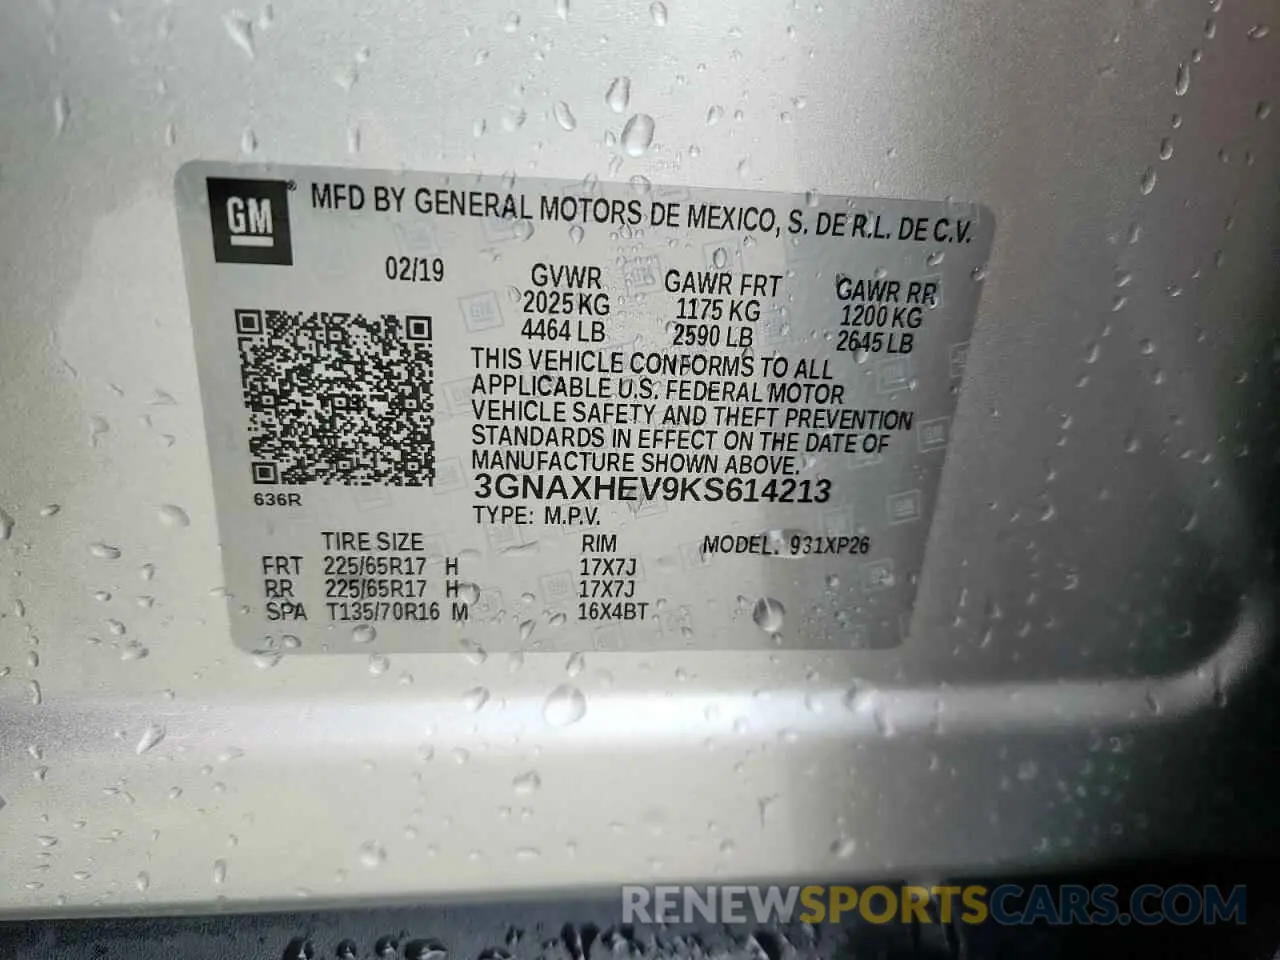 GM® MFD BY GENERAL MOTORS DE MEXICO, S. DE R.L. DE C.V.
02/19 GVWR GAWR FRT GAWR RR
2025 KG 1175 KG 1200 KG
4464 LB 2590 LB 2645 LB
THIS VEHICLE CONFORMS TO ALL
APPLICABLE U.S. FEDERAL MOTOR
VEHICLE SAFETY AND THEFT PREVENTION
STANDARDS IN EFFECT ON THE DATE OF
MANUFACTURE SHOWN ABOVE.
636R
3GNAXHEV9KS614213
TYPE: M.P.V.
TIRE SIZE RIM MODEL: 931XP26
FRT 225/65R17 H 17X7J
RR 225/65R17 H 17X7J
SPA T135/70R16 M 16X4BT
RENEWSPORTSCARS.COM